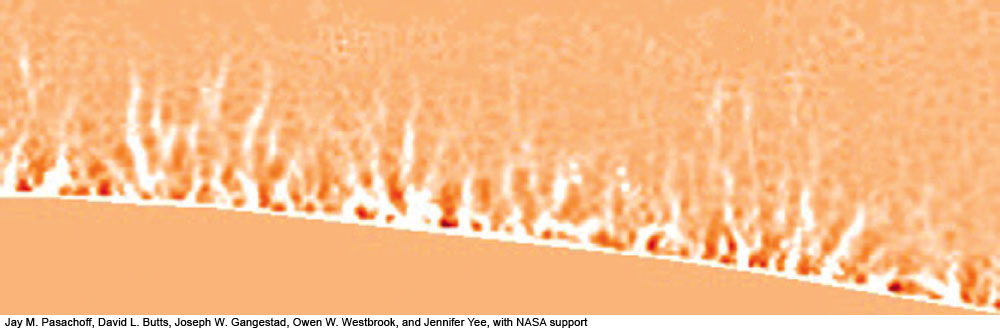 Jay M. Pasachoff, David L. Butts, Joseph W. Gangestad, Owen W. Westbrook, and Jennifer Yee, with NASA support